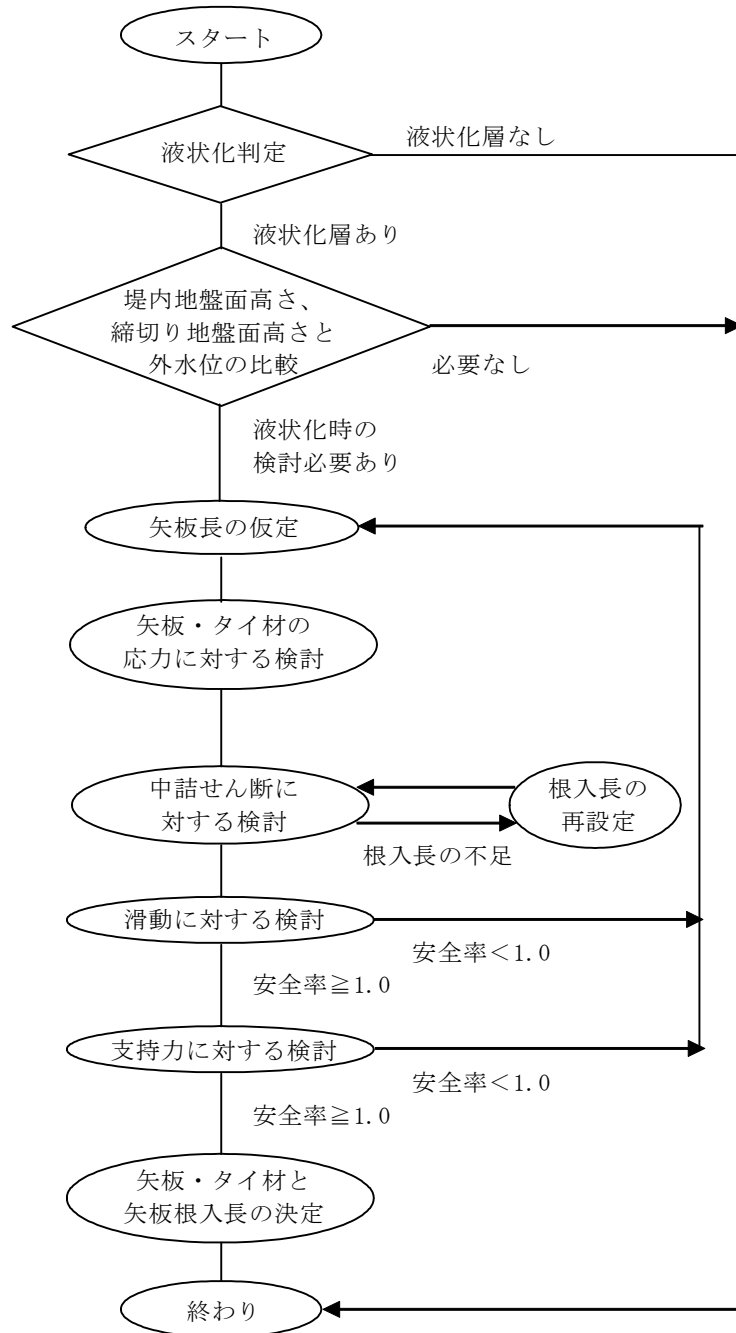 スタート
液状化判定
液状化層なし
液状化層あり
堤内地盤面高さ、
締切り地盤面高さと
外水位の比較
必要なし
液状化時の
検討必要あり
矢板長の仮定
矢板・タイ材の
応力に対する検討
中詰せん断に
対する検討
根入長の
再設定
根入長の不足
滑動に対する検討
安全率＜1.0
安全率≧1.0
支持力に対する検討
安全率＜1.0
安全率≧1.0
矢板・タイ材と
矢板根入長の決定
終わり